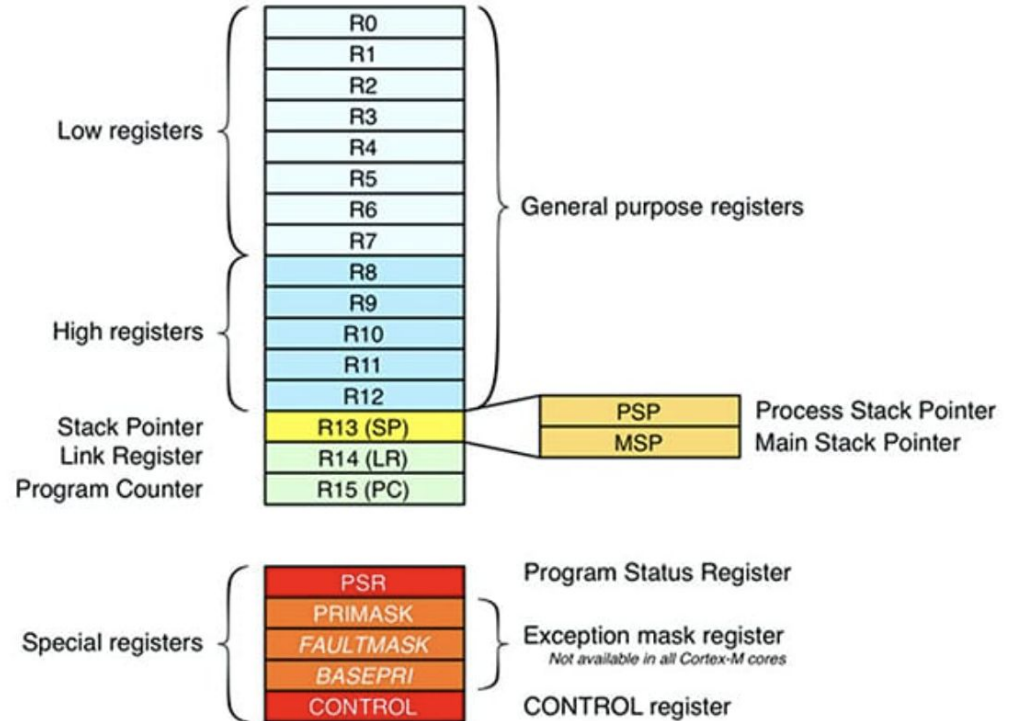 R0
R1
R2
R3
Low registers
R4
R5
R6
General purpose registers
R7
R8
R9
High registers
R10
R11
R12
PSP
Process Stack Pointer
Stack Pointer
R13 (SP)
MSP
Main Stack Pointer
Link Register
R14 (LR)
Program Counter
R15 (PC)
PSR
Program Status Register
PRIMASK
Special registers
FAULTMASK
Exception mask register
Not available in all Cortex-M cores
BASEPRI
CONTROL
CONTROL register